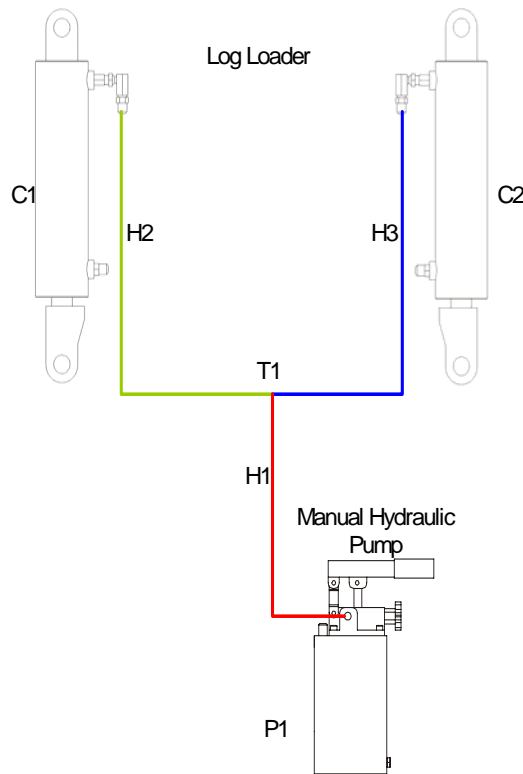 Log Loader
C1
C2
H2
H3
T1
H1
Manual Hydraulic
Pump
P1